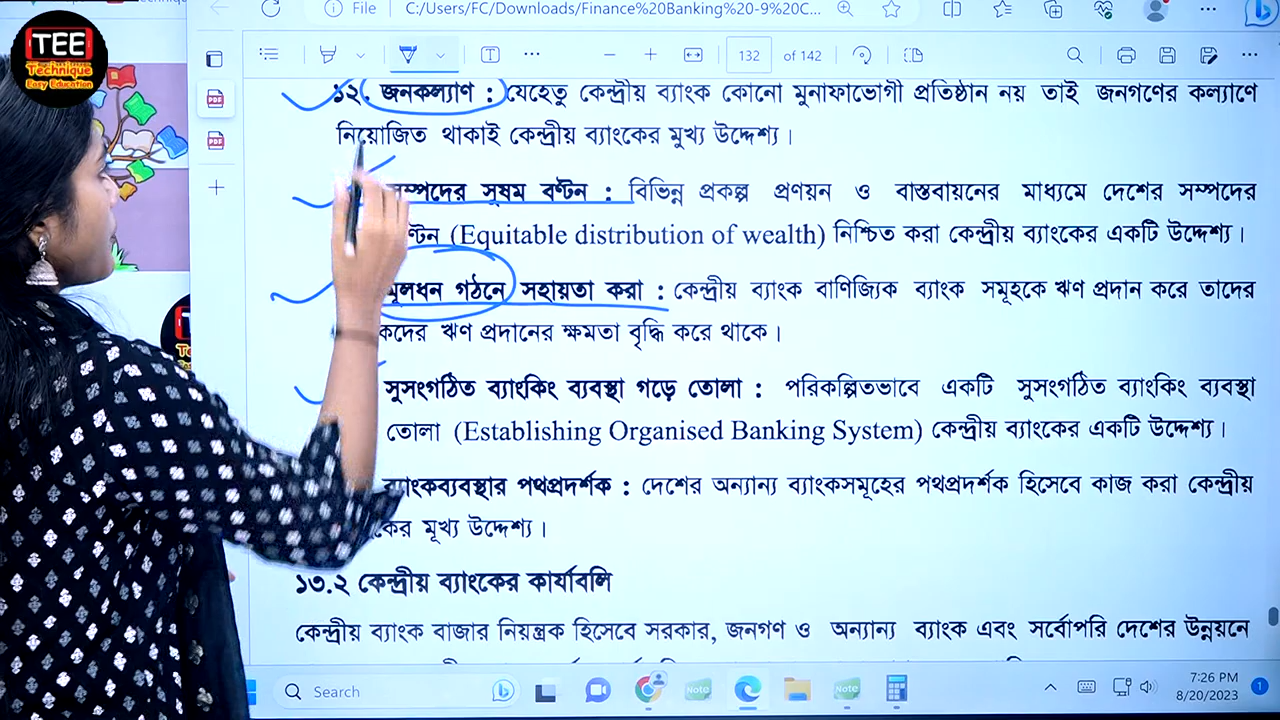 TEE
Technique
Easy Education
File
C:/Users/FC/Downloads/Finance%20Banking%20-9%20C...
132 of 142
১২. জনকল্যাণ : যেহেতু কেন্দ্রীয় ব্যাংক কোনো মুনাফাভোগী প্রতিষ্ঠান নয় তাই জনগণের কল্যাণে
নিয়োজিত থাকাই কেন্দ্রীয় ব্যাংকের মুখ্য উদ্দেশ্য।
সম্পদের সুষম বণ্টন : বিভিন্ন প্রকল্প প্রণয়ন ও বাস্তবায়নের মাধ্যমে দেশের সম্পদের
(Equitable distribution of wealth) নিশ্চিত করা কেন্দ্রীয় ব্যাংকের একটি উদ্দেশ্য।
মূলধন গঠনে সহায়তা করা : কেন্দ্রীয় ব্যাংক বাণিজ্যিক ব্যাংক সমূহকে ঋণ প্রদান করে তাদের
ঋণ প্রদানের ক্ষমতা বৃদ্ধি করে থাকে।
সুসংগঠিত ব্যাংকিং ব্যবস্থা গড়ে তোলা : পরিকল্পিতভাবে একটি সুসংগঠিত ব্যাংকিং ব্যবস্থা
তোলা (Establishing Organised Banking System) কেন্দ্রীয় ব্যাংকের একটি উদ্দেশ্য।
ব্যাংকব্যবস্থার পথপ্রদর্শক : দেশের অন্যান্য ব্যাংকসমূহের পথপ্রদর্শক হিসেবে কাজ করা কেন্দ্রীয়
মূখ্য উদ্দেশ্য।
১৩.২ কেন্দ্রীয় ব্যাংকের কার্যাবলি
কেন্দ্রীয় ব্যাংক বাজার নিয়ন্ত্রক হিসেবে সরকার, জনগণ ও অন্যান্য ব্যাংক এবং সর্বোপরি দেশের উন্নয়নে
Search
Note
Note
7:26 PM
8/20/2023
1